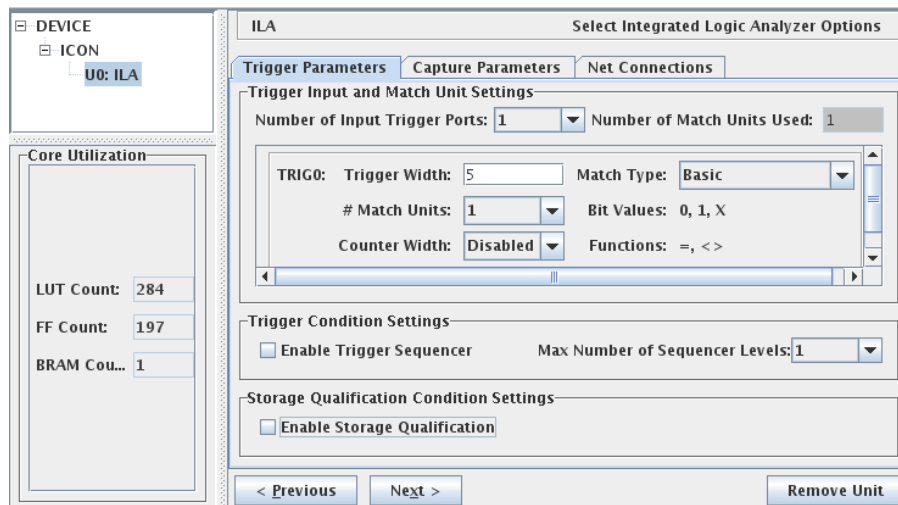 DEVICE
ICON
U0: ILA
Core Utilization
LUT Count: 284
FF Count: 197
BRAM Cou... 1
ILA Select Integrated Logic Analyzer Options
Trigger Parameters Capture Parameters Net Connections
Trigger Input and Match Unit Settings
Number of Input Trigger Ports: 1 Number of Match Units Used: 1
TRIG0: Trigger Width: 5 Match Type: Basic
# Match Units: 1 Bit Values: 0, 1, X
Counter Width: Disabled Functions: =, <>
Trigger Condition Settings
Enable Trigger Sequencer Max Number of Sequencer Levels: 1
Storage Qualification Condition Settings
Enable Storage Qualification
< Previous Next > Remove Unit